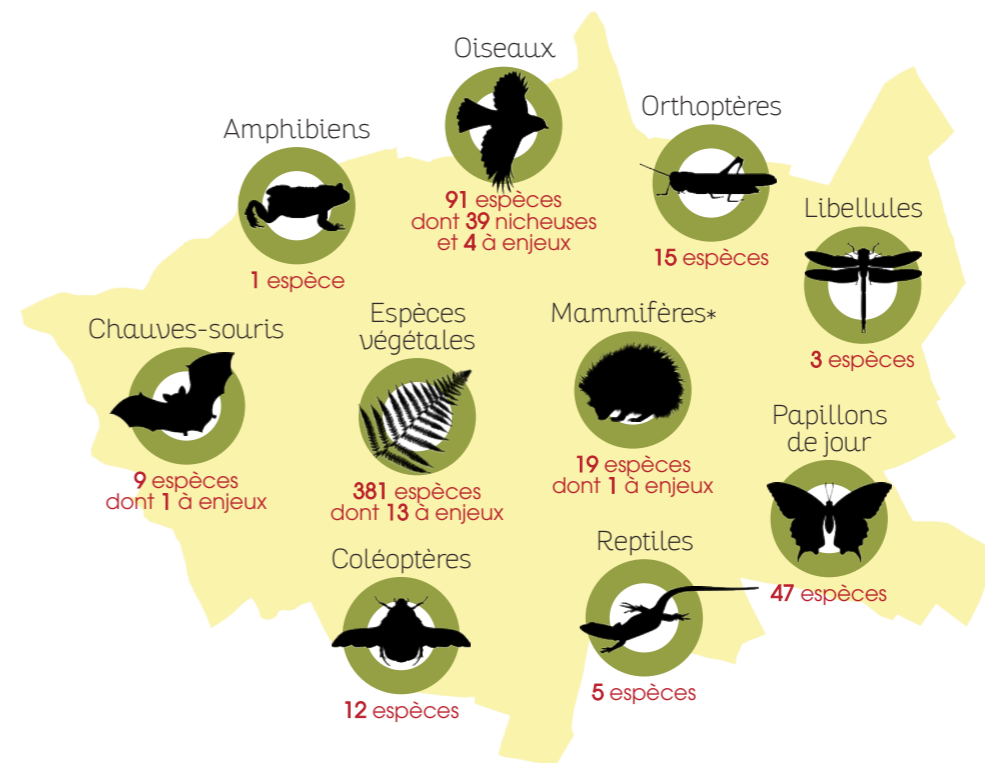 Oiseaux
91 espèces
dont 39 nicheuses
et 4 à enjeux
Orthoptères
15 espèces
Amphibiens
1 espèce
Libellules
3 espèces
Chauves-souris
9 espèces
dont 1 à enjeux
Espèces
végétales
381 espèces
dont 13 à enjeux
Mammifères*
19 espèces
dont 1 à enjeux
Papillons
de jour
47 espèces
Coléoptères
12 espèces
Reptiles
5 espèces